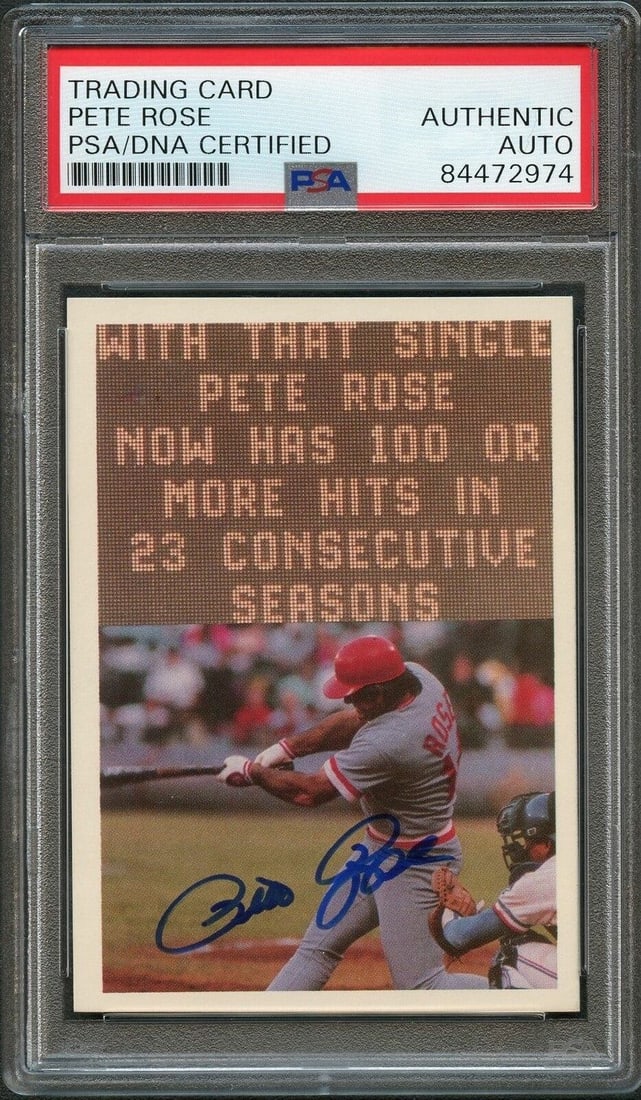 TRADING CARD
PETE ROSE
PSA/DNA CERTIFIED
AUTHENTIC
AUTO
84472974
PSA
WITH THAT SINGLE
PETE ROSE
NOW HAS 100 OR
MORE HITS IN
23 CONSECUTIVE
SEASONS
ROSE
Pete Rose
PSA